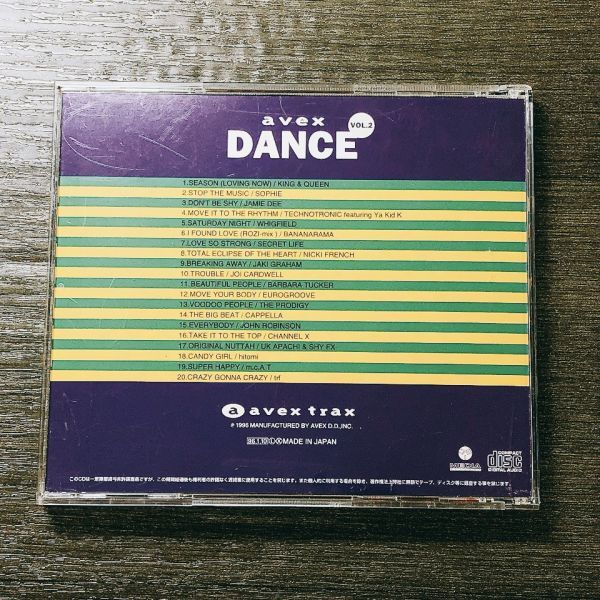 avex
DANCE VOL.2
1.SEASON (LOVING NOW) / KING & QUEEN
2.STOP THE MUSIC / SOPHIE
3.DON'T BE SHY / JAMIE DEE
4.MOVE IT TO THE RHYTHM / TECHNOTRONIC featuring Ya Kid K
5.SATURDAY NIGHT / WHIGFIELD
6.I FOUND LOVE (ROZI-mix ) / BANANARAMA
7.LOVE SO STRONG / SECRET LIFE
8.TOTAL ECLIPSE OF THE HEART / NICKI FRENCH
9.BREAKING AWAY / JAKI GRAHAM
10.TROUBLE / JOI CARDWELL
11.BEAUTIFUL PEOPLE / BARBARA TUCKER
12.MOVE YOUR BODY / EUROGROOVE
13.VOODOO PEOPLE / THE PRODIGY
14.THE BIG BEAT / CAPPELLA
15.EVERYBODY / JOHN ROBINSON
16.TAKE IT TO THE TOP / CHANNEL X
17.ORIGINAL NUTTAH / UK APACHI & SHY FX
18.CANDY GIRL / hitomi
19.SUPER HAPPY / m.c.A.T
20.CRAZY GONNA CRAZY / trf
a avex trax
℗ 1996 MANUFACTURED BY AVEX D.D.,INC.
MADE IN JAPAN
COMPACT
disc
DIGITAL AUDIO